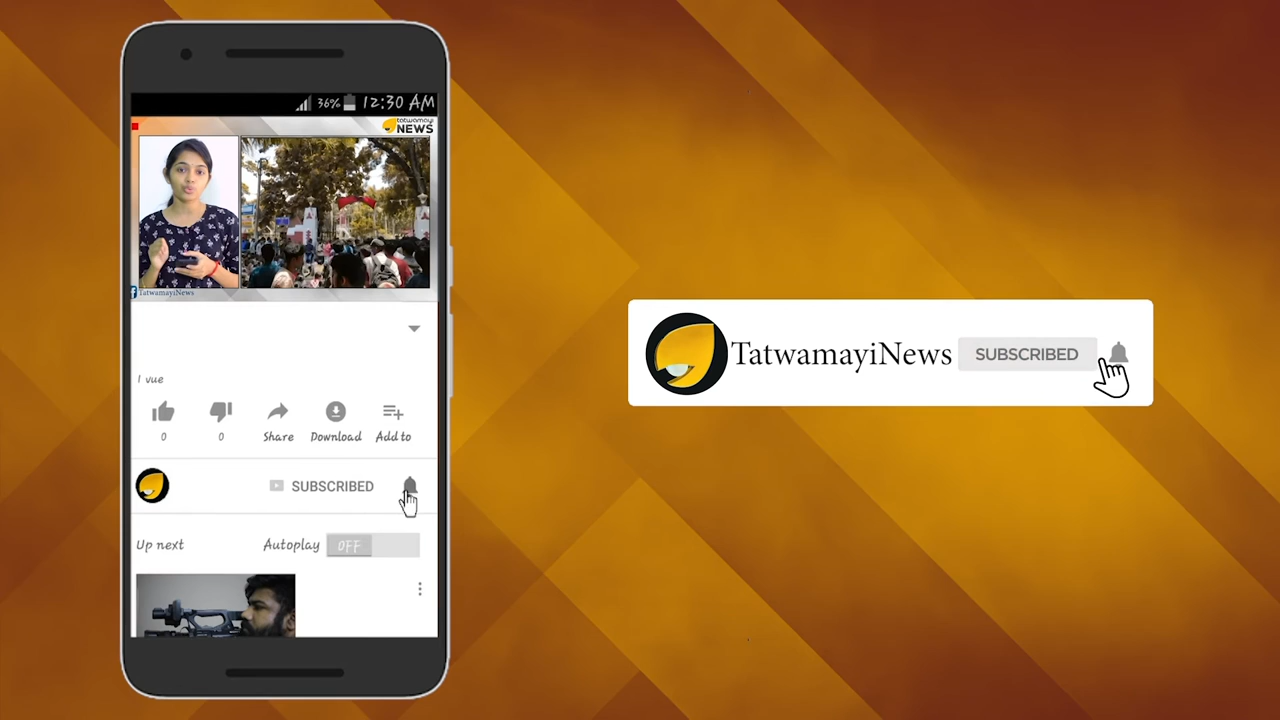 36% 12:30 AM
tatwamayi
NEWS
TatwamayiNews
1 vue
0 0 Share Download Add to
SUBSCRIBED
Up next Autoplay OFF
TatwamayiNews SUBSCRIBED